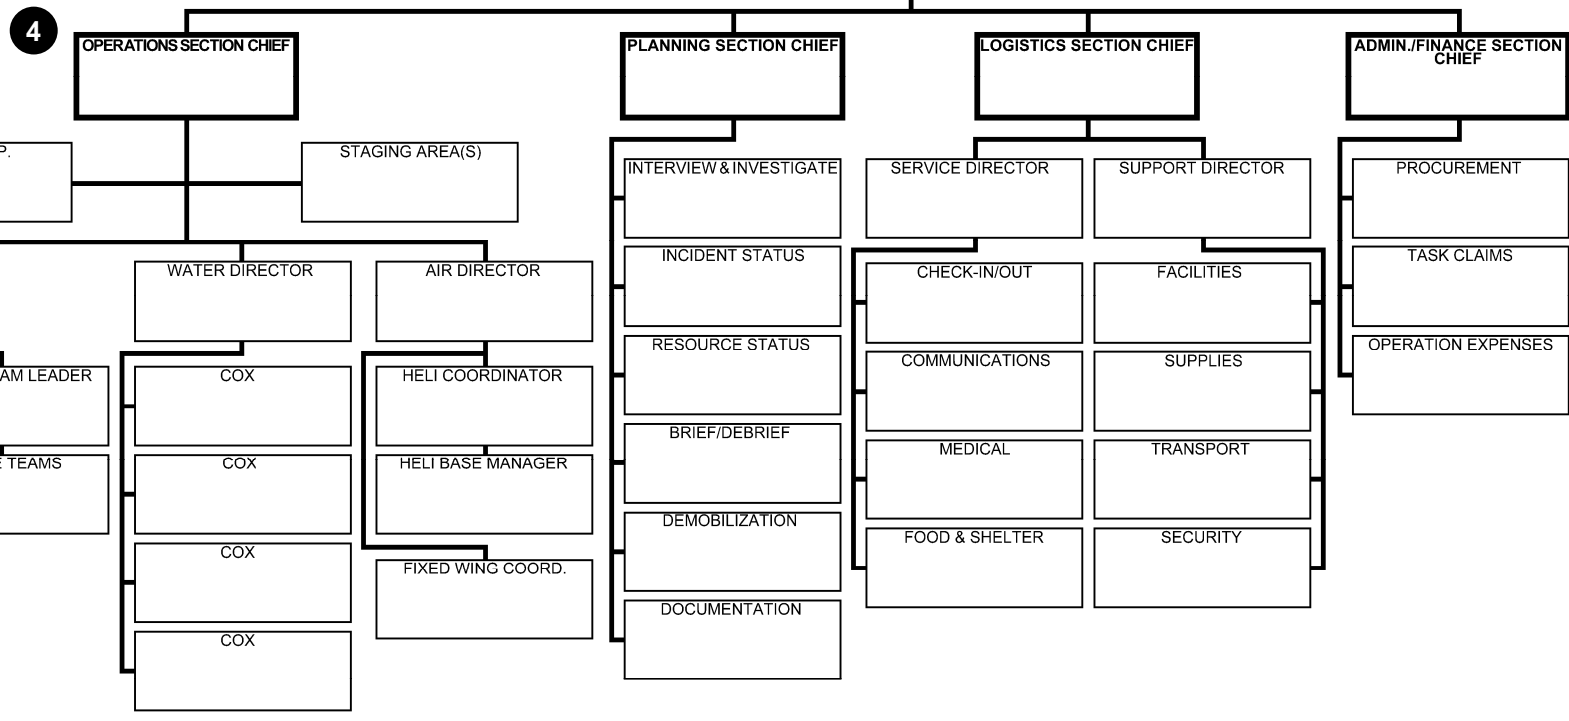 4
OPERATIONS SECTION CHIEF
PLANNING SECTION CHIEF
LOGISTICS SECTION CHIEF
ADMIN./FINANCE SECTION
CHIEF
P.
STAGING AREA(S)
WATER DIRECTOR
AIR DIRECTOR
AM LEADER
COX
HELI COORDINATOR
E TEAMS
COX
HELI BASE MANAGER
COX
FIXED WING COORD.
COX
INTERVIEW & INVESTIGATE
INCIDENT STATUS
RESOURCE STATUS
BRIEF/DEBRIEF
DEMOBILIZATION
DOCUMENTATION
SERVICE DIRECTOR
SUPPORT DIRECTOR
CHECK-IN/OUT
FACILITIES
COMMUNICATIONS
SUPPLIES
MEDICAL
TRANSPORT
FOOD & SHELTER
SECURITY
PROCUREMENT
TASK CLAIMS
OPERATION EXPENSES